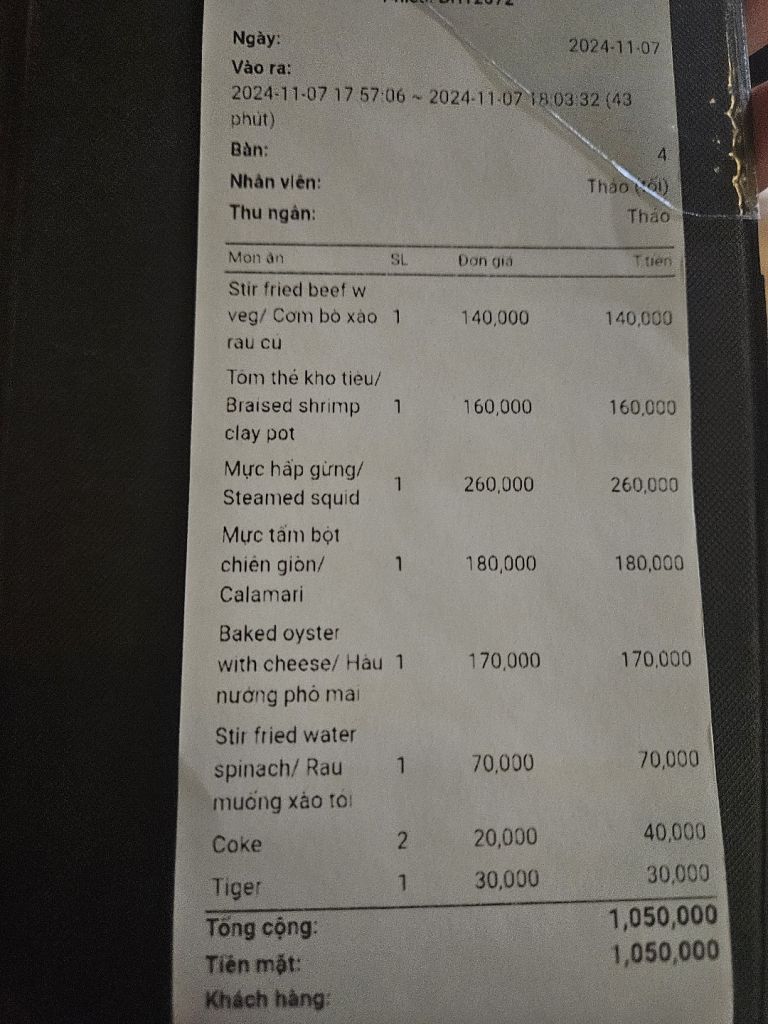 Ngày: 2024-11-07
Vào ra:
2024-11-07 17:57:06 ~ 2024-11-07 18:03:32 (43
phút)
Bàn: 4
Nhân viên: Thảo (tối)
Thu ngân: Thảo
Món ăn SL Đơn giá T.tiền
Stir fried beef w
veg/ Cơm bò xào 1 140,000 140,000
rau củ
Tôm thẻ kho tiêu/
Braised shrimp 1 160,000 160,000
clay pot
Mực hấp gừng/
Steamed squid 1 260,000 260,000
Mực tẩm bột
chiên giòn/ 1 180,000 180,000
Calamari
Baked oyster
with cheese/ Hàu 1 170,000 170,000
nướng phô mai
Stir fried water
spinach/ Rau 1 70,000 70,000
muống xào tỏi
Coke 2 20,000 40,000
Tiger 1 30,000 30,000
Tổng cộng: 1,050,000
Tiền mặt: 1,050,000
Khách hàng: